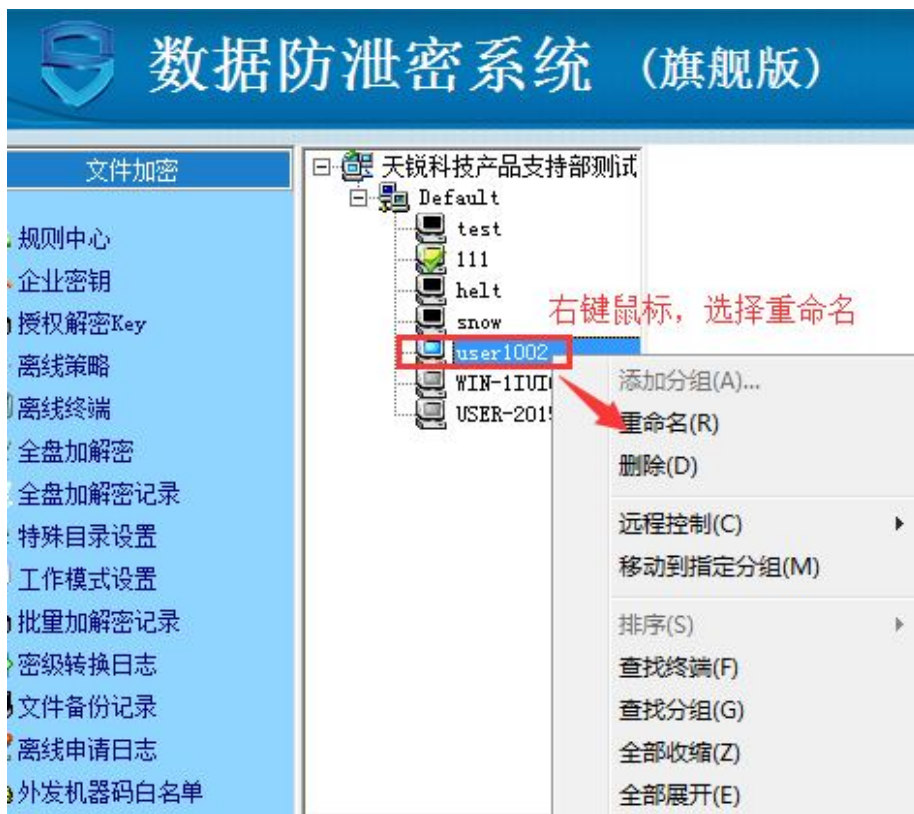 数据防泄密系统 （旗舰版）
文件加密
规则中心
企业密钥
授权解密Key
离线策略
离线终端
全盘加解密
全盘加解密记录
特殊目录设置
工作模式设置
批量加解密记录
密级转换日志
文件备份记录
离线申请日志
外发机器码白名单
天锐科技产品支持部测试
Default
test
111
helt
snow
user1002
WIN-1IUI
USER-201
右键鼠标，选择重命名
添加分组(A)...
重命名(R)
删除(D)
远程控制(C)
移动到指定分组(M)
排序(S)
查找终端(F)
查找分组(G)
全部收缩(Z)
全部展开(E)